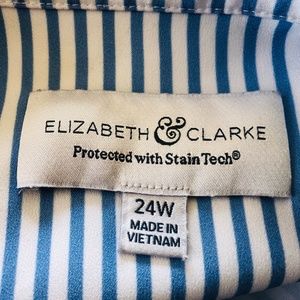 ELIZABETH & CLARKE
Protected with StainTech®
24W
MADE IN
VIETNAM